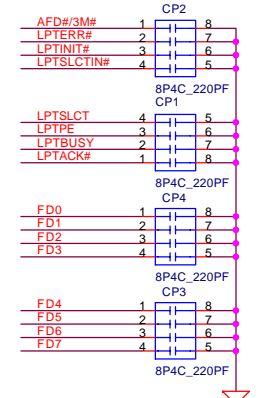 CP2
AFD#/3M# 1 8
LPTERR# 2 7
LPTINIT# 3 6
LPTSLCTIN# 4 5
8P4C_220PF
CP1
LPTSLCT 4 5
LPTPE 3 6
LPTBUSY 2 7
LPTACK# 1 8
8P4C_220PF
CP4
FD0 1 8
FD1 2 7
FD2 3 6
FD3 4 5
8P4C_220PF
CP3
FD4 1 8
FD5 2 7
FD6 3 6
FD7 4 5
8P4C_220PF